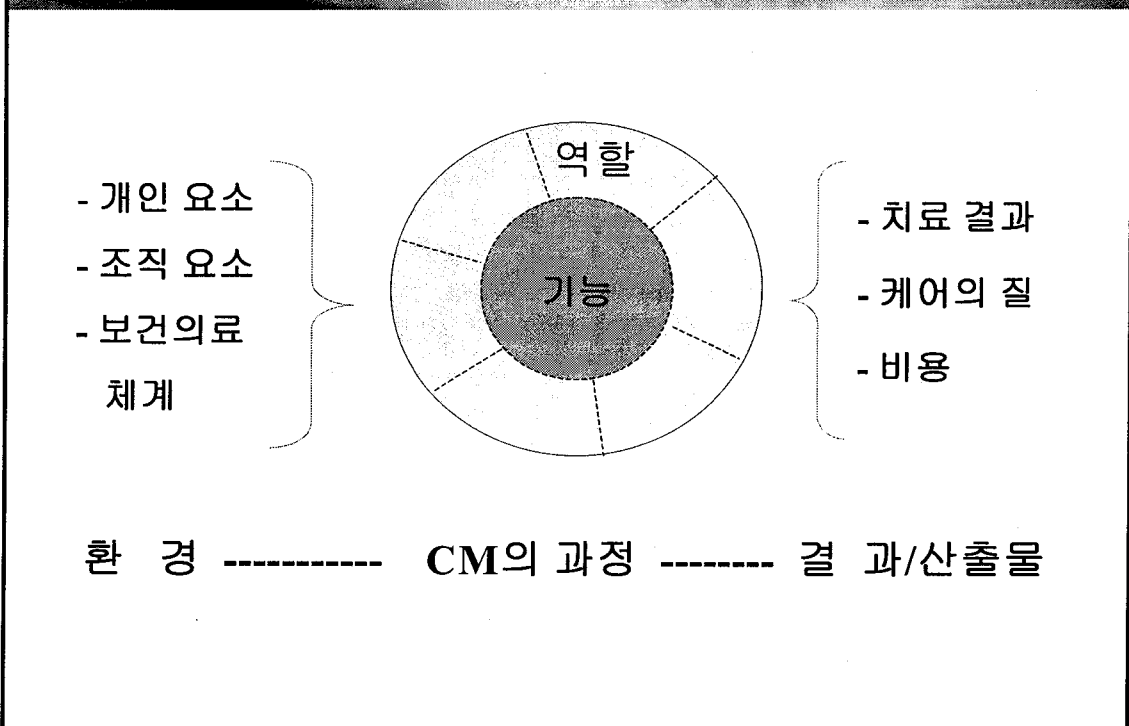 - 개인 요소
- 조직 요소
- 보건의료
체계
역할
기능
- 치료 결과
- 케어의 질
- 비용
환 경 ----------- CM의 과정 -------- 결 과/산출물